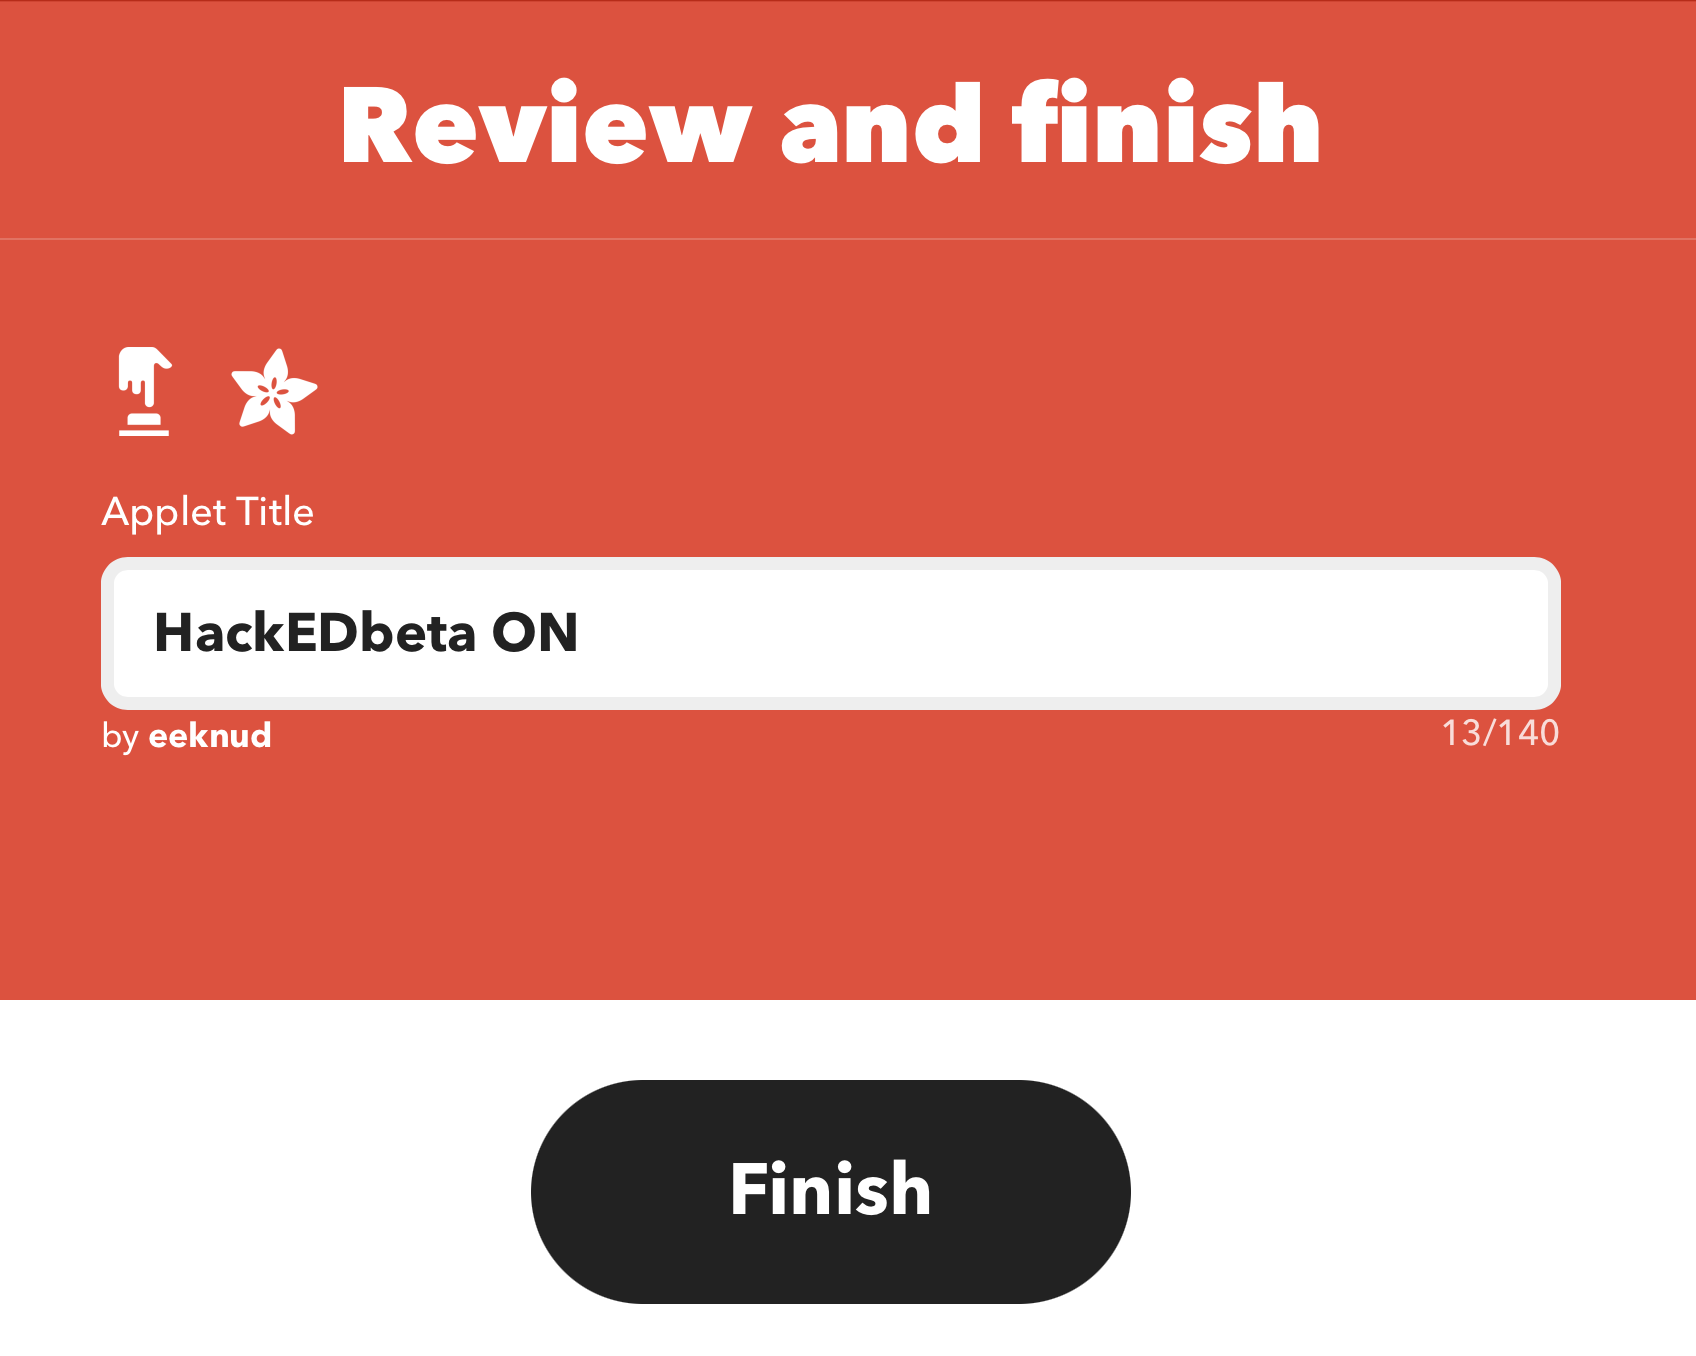 Review and finish
Applet Title
HackEDbeta ON
by eeknud
13/140
Finish